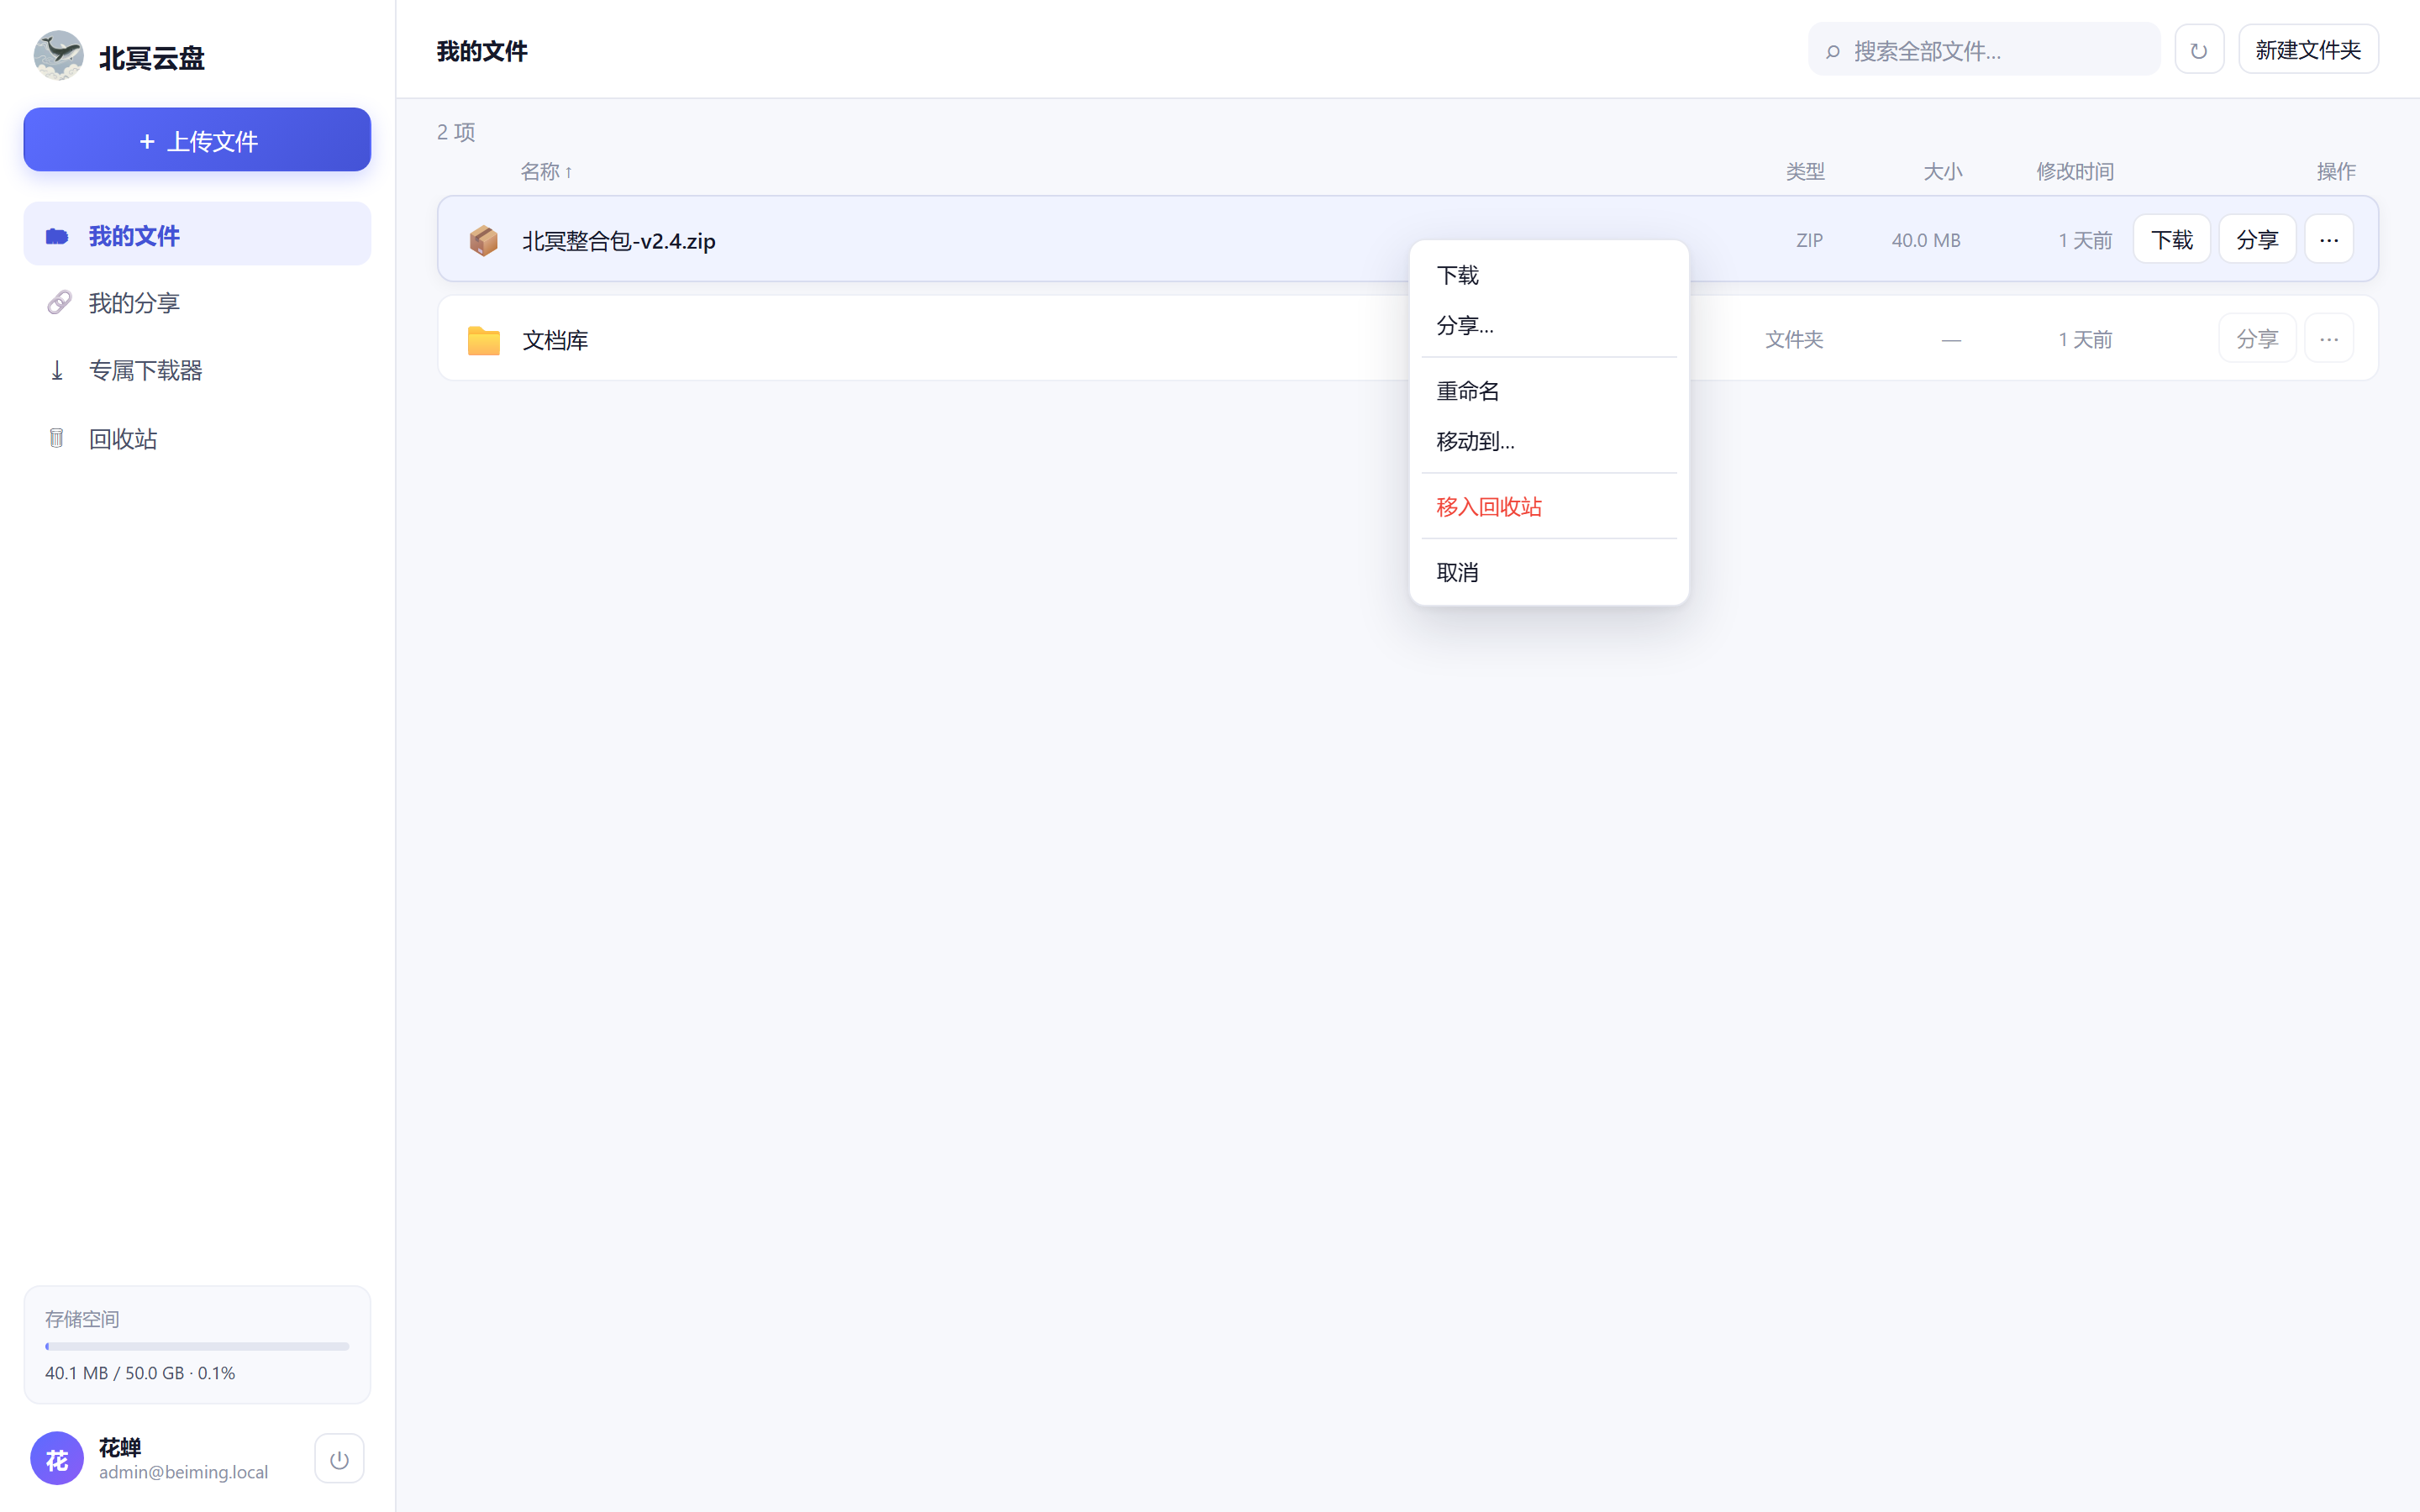 北冥云盘
+ 上传文件
我的文件
我的分享
专属下载器
回收站
存储空间
40.1 MB / 50.0 GB · 0.1%
花
花蝉
admin@beiming.local
我的文件
搜索全部文件...
新建文件夹
2 项
名称 ↑ 类型 大小 修改时间 操作
北冥整合包-v2.4.zip ZIP 40.0 MB 1 天前 下载 分享 ···
文档库 文件夹 — 1 天前 分享 ···
下载
分享...
重命名
移动到...
移入回收站
取消